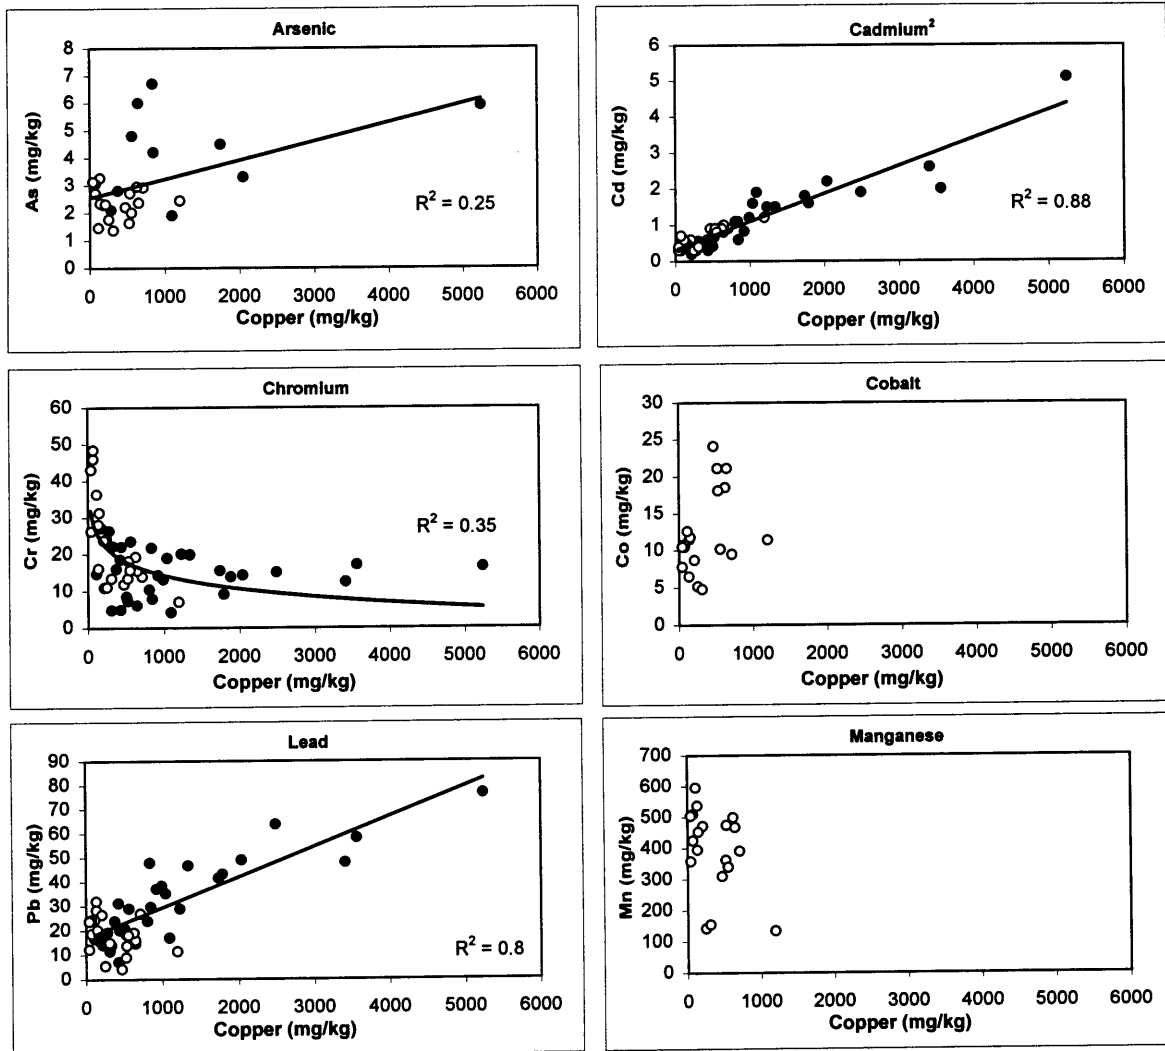 Arsenic
8
7
6
5
4
3
2
1
0
As (mg/kg)
R² = 0.25
0 1000 2000 3000 4000 5000 6000
Copper (mg/kg)
Cadmium²
6
5
4
3
2
1
0
Cd (mg/kg)
R² = 0.88
0 1000 2000 3000 4000 5000 6000
Copper (mg/kg)
Chromium
60
50
40
30
20
10
0
Cr (mg/kg)
R² = 0.35
0 1000 2000 3000 4000 5000 6000
Copper (mg/kg)
Cobalt
30
25
20
15
10
5
0
Co (mg/kg)
0 1000 2000 3000 4000 5000 6000
Copper (mg/kg)
Lead
90
80
70
60
50
40
30
20
10
0
Pb (mg/kg)
R² = 0.8
0 1000 2000 3000 4000 5000 6000
Copper (mg/kg)
Manganese
700
600
500
400
300
200
100
0
Mn (mg/kg)
0 1000 2000 3000 4000 5000 6000
Copper (mg/kg)